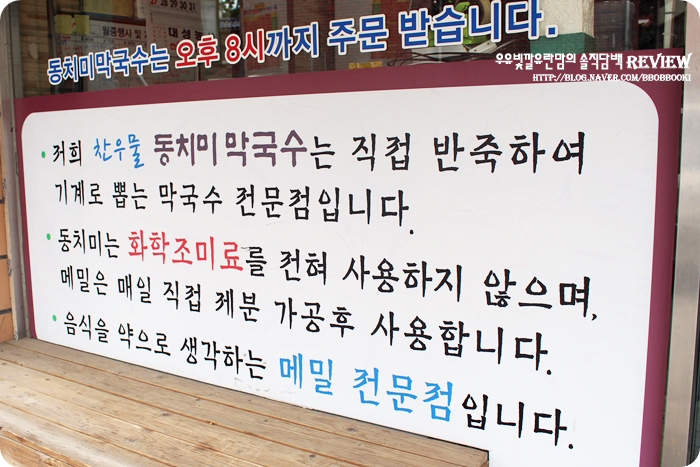 동치미막국수는 오후 8시까지 주문 받습니다.
우유빛깔유란맘의 솔직담백 REVIEW
HTTP://BLOG.NAVER.COM/BBOBBOOKI
• 저희 찬우물 동치미 막국수는 직접 반죽하여
기계로 뽑는 막국수 전문점입니다.
• 동치미는 화학조미료를 전혀 사용하지 않으며,
메밀은 매일 직접 제분 가공후 사용합니다.
• 음식을 약으로 생각하는 메밀 전문점입니다.